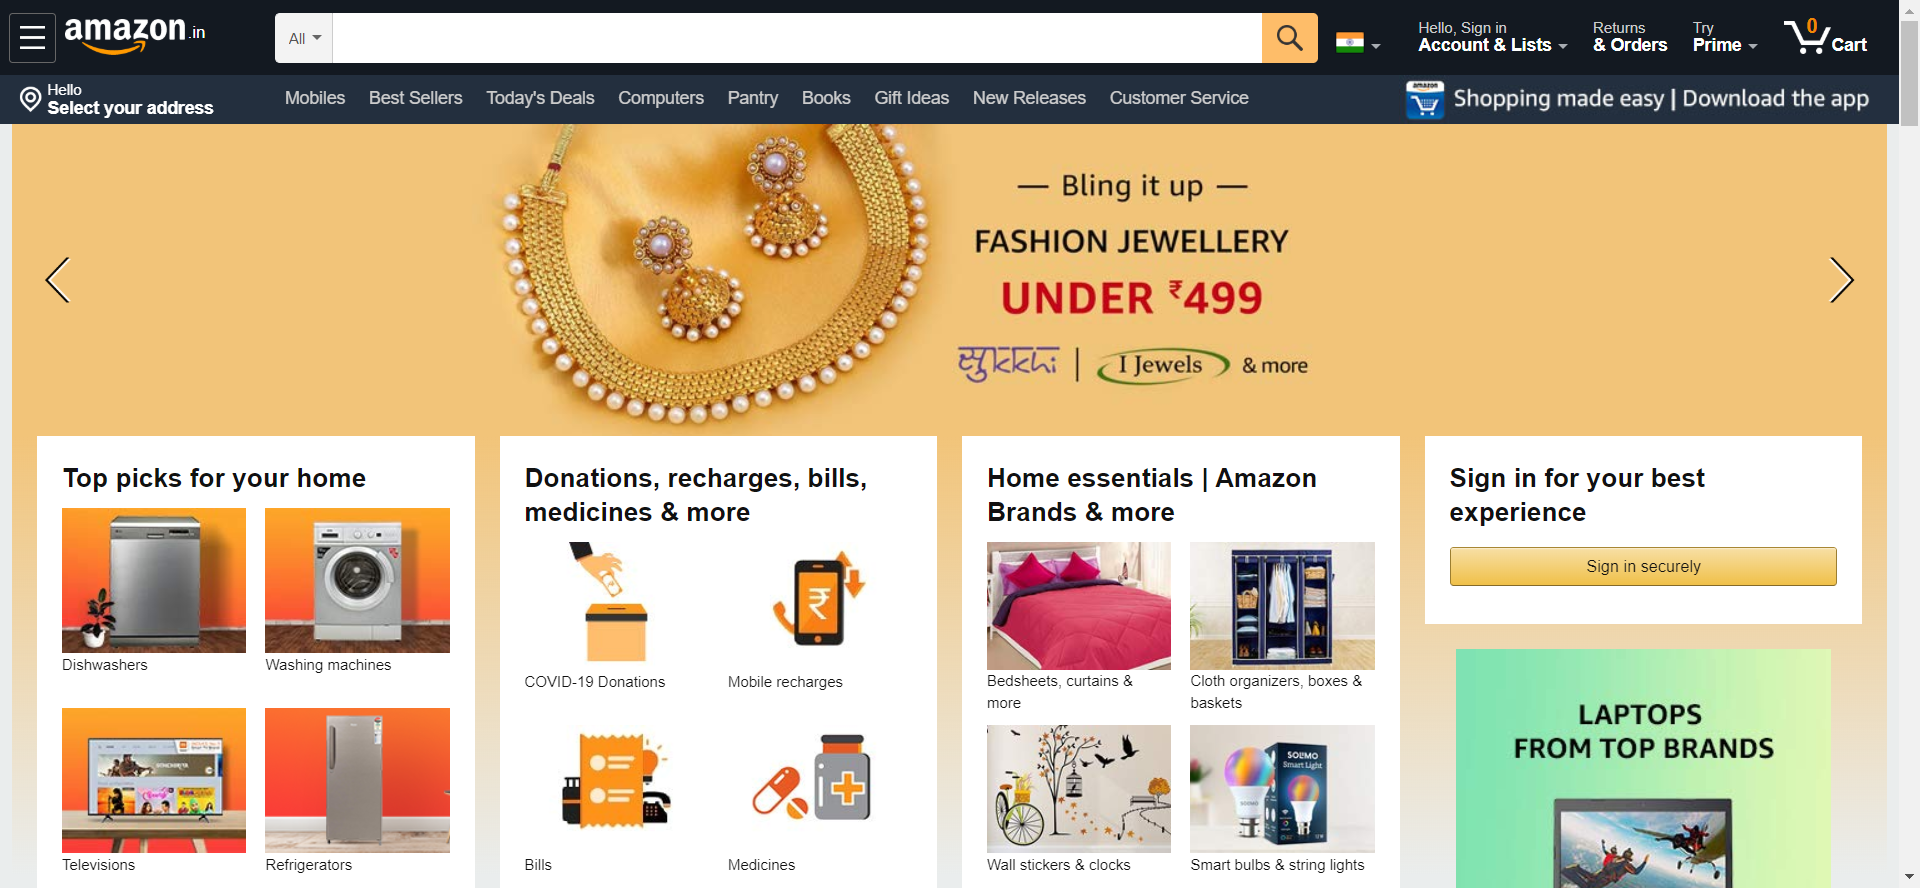 amazon.in
All
Hello, Sign in
Account & Lists
Returns
& Orders
Try
Prime
0
Cart
Hello
Select your address
Mobiles
Best Sellers
Today's Deals
Computers
Pantry
Books
Gift Ideas
New Releases
Customer Service
amazon
Shopping made easy | Download the app
— Bling it up —
FASHION JEWELLERY
UNDER ₹499
सुkkhi | I Jewels & more
Top picks for your home
Dishwashers
Washing machines
Televisions
Refrigerators
Donations, recharges, bills,
medicines & more
₹
COVID-19 Donations
Mobile recharges
Bills
Medicines
Home essentials | Amazon
Brands & more
Bedsheets, curtains &
more
Cloth organizers, boxes &
baskets
SOLIMO
Smart Light
Wall stickers & clocks
Smart bulbs & string lights
Sign in for your best
experience
Sign in securely
LAPTOPS
FROM TOP BRANDS